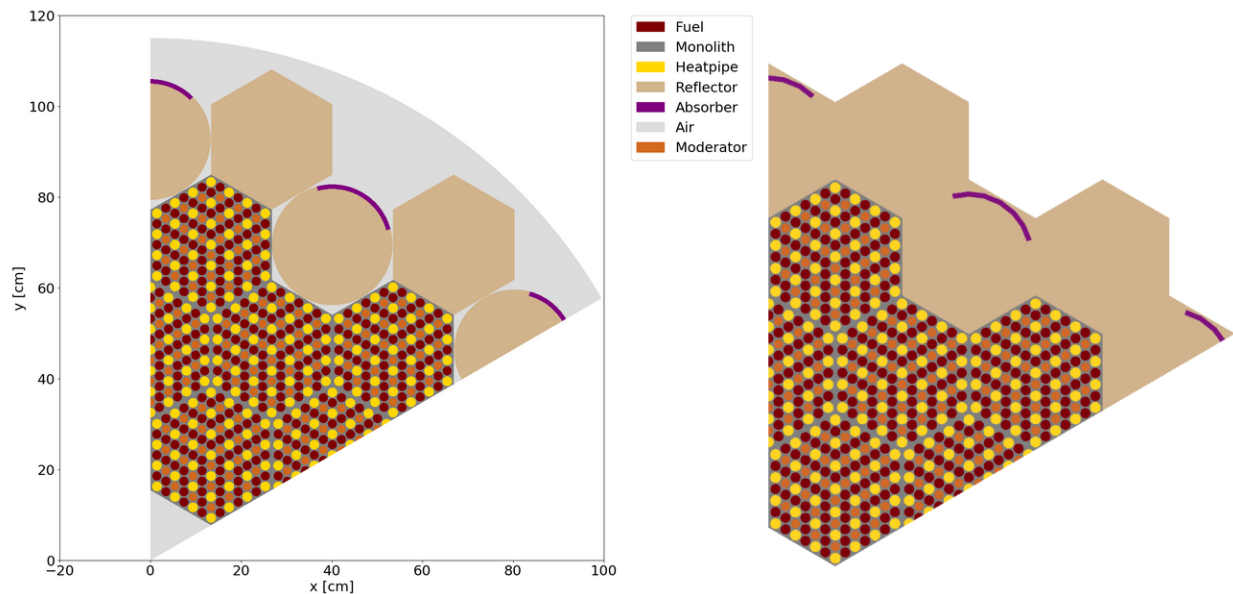 120
100
80
60
40
20
0
y [cm]
−20
0
20
40
60
80
100
x [cm]
Fuel
Monolith
Heatpipe
Reflector
Absorber
Air
Moderator